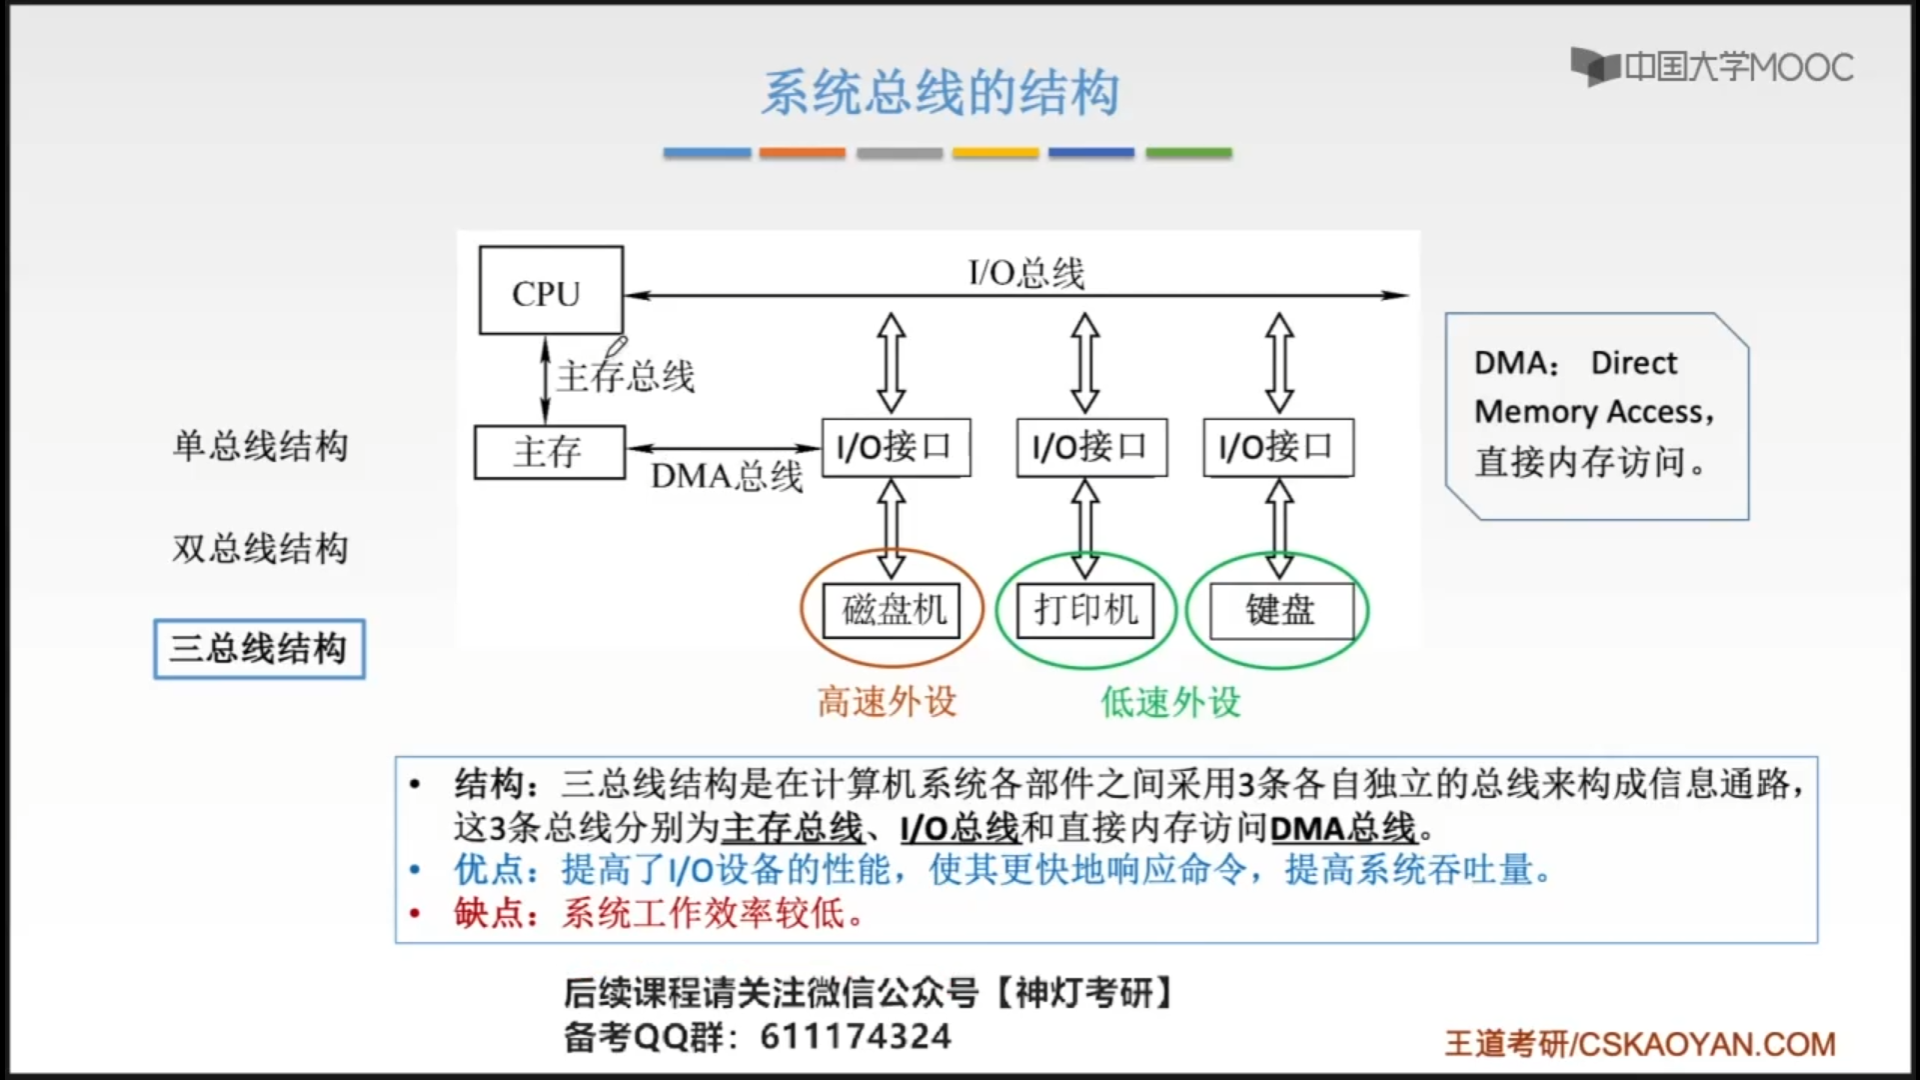 中国大学MOOC
系统总线的结构
CPU
I/O总线
主存总线
主存
DMA总线
I/O接口
I/O接口
I/O接口
磁盘机
打印机
键盘
高速外设
低速外设
DMA： Direct
Memory Access，
直接内存访问。
单总线结构
双总线结构
三总线结构
• 结构：三总线结构是在计算机系统各部件之间采用3条各自独立的总线来构成信息通路，
这3条总线分别为主存总线、I/O总线和直接内存访问DMA总线。
• 优点：提高了I/O设备的性能，使其更快地响应命令，提高系统吞吐量。
• 缺点：系统工作效率较低。
后续课程请关注微信公众号【神灯考研】
备考QQ群：611174324
王道考研/CSKAOYAN.COM